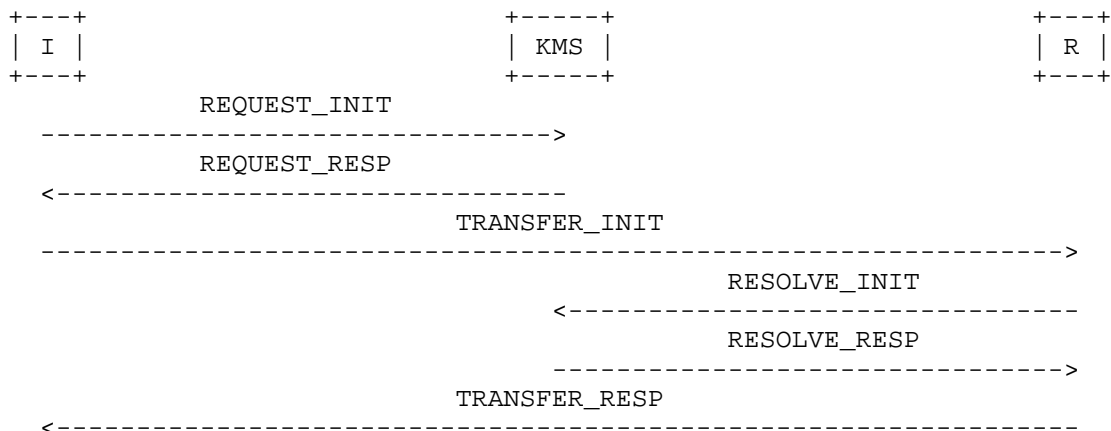 +---+ +-----+ +---+
| I | | KMS | | R |
+---+ +-----+ +---+
REQUEST_INIT
-------------------------------->
REQUEST_RESP
<--------------------------------
TRANSFER_INIT
---------------------------------------------------------------->
RESOLVE_INIT
<--------------------------------
RESOLVE_RESP
-------------------------------->
TRANSFER_RESP
<----------------------------------------------------------------